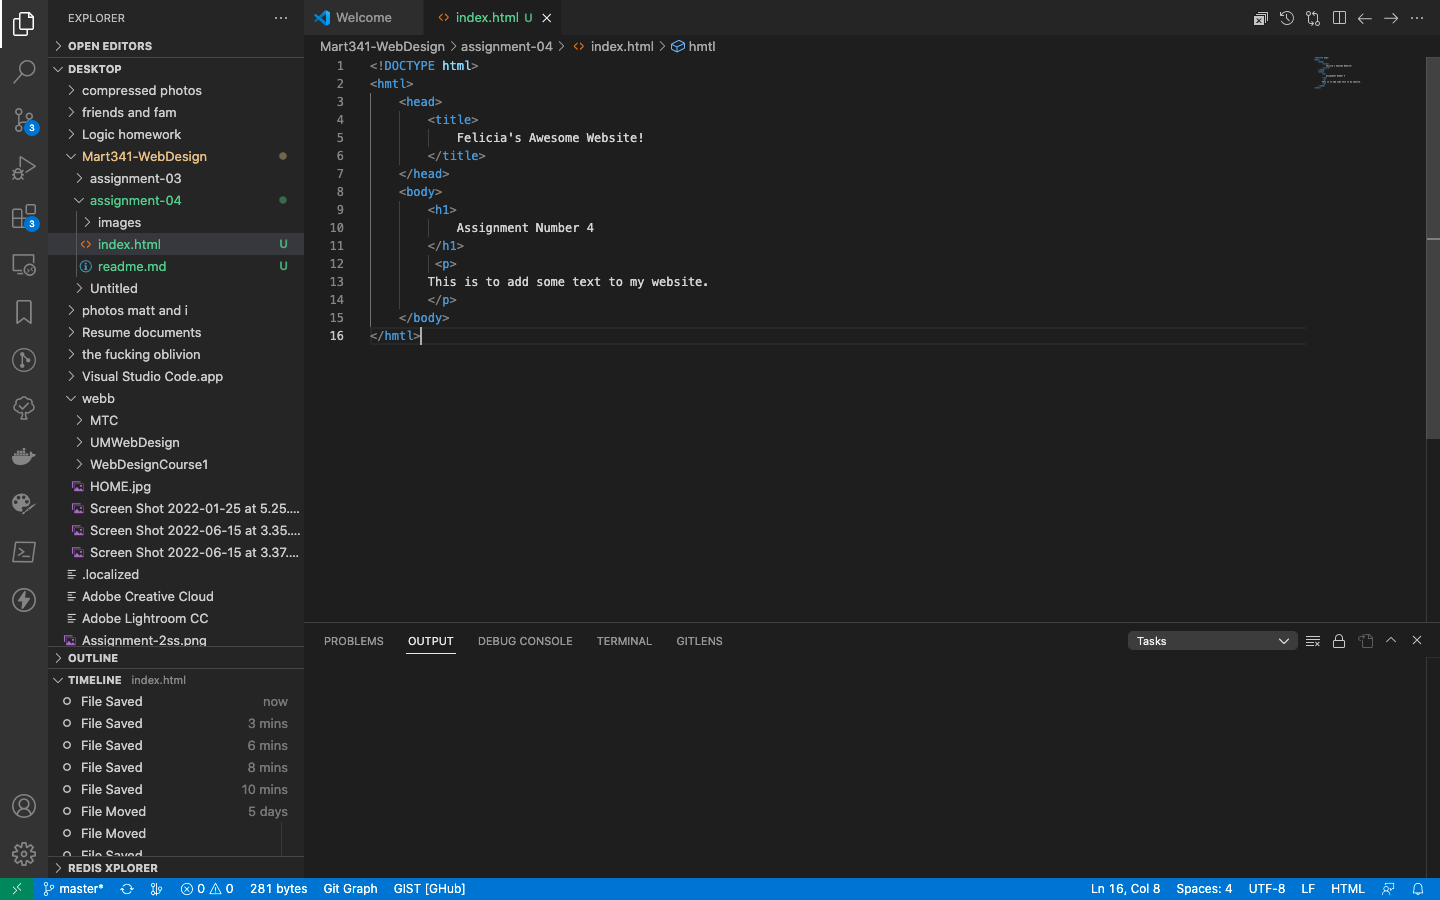 EXPLORER
Welcome
index.html U
OPEN EDITORS
Mart341-WebDesign > assignment-04 > index.html > hmtl
DESKTOP
compressed photos
friends and fam
Logic homework
Mart341-WebDesign
assignment-03
assignment-04
images
index.html U
readme.md U
Untitled
photos matt and i
Resume documents
the fucking oblivion
Visual Studio Code.app
webb
MTC
UMWebDesign
WebDesignCourse1
HOME.jpg
Screen Shot 2022-01-25 at 5.25....
Screen Shot 2022-06-15 at 3.35....
Screen Shot 2022-06-15 at 3.37....
.localized
Adobe Creative Cloud
Adobe Lightroom CC
Assignment-2ss.png
3
3
1 <!DOCTYPE html>
2 <hmtl>
3 <head>
4 <title>
5 Felicia's Awesome Website!
6 </title>
7 </head>
8 <body>
9 <h1>
10 Assignment Number 4
11 </h1>
12 <p>
13 This is to add some text to my website.
14 </p>
15 </body>
16 </hmtl>
OUTLINE
TIMELINE index.html
File Saved now
File Saved 3 mins
File Saved 6 mins
File Saved 8 mins
File Saved 10 mins
File Moved 5 days
File Moved
File Saved
REDIS XPLORER
PROBLEMS OUTPUT DEBUG CONSOLE TERMINAL GITLENS
Tasks
master* 0 0 281 bytes Git Graph GIST [GHub]
Ln 16, Col 8 Spaces: 4 UTF-8 LF HTML